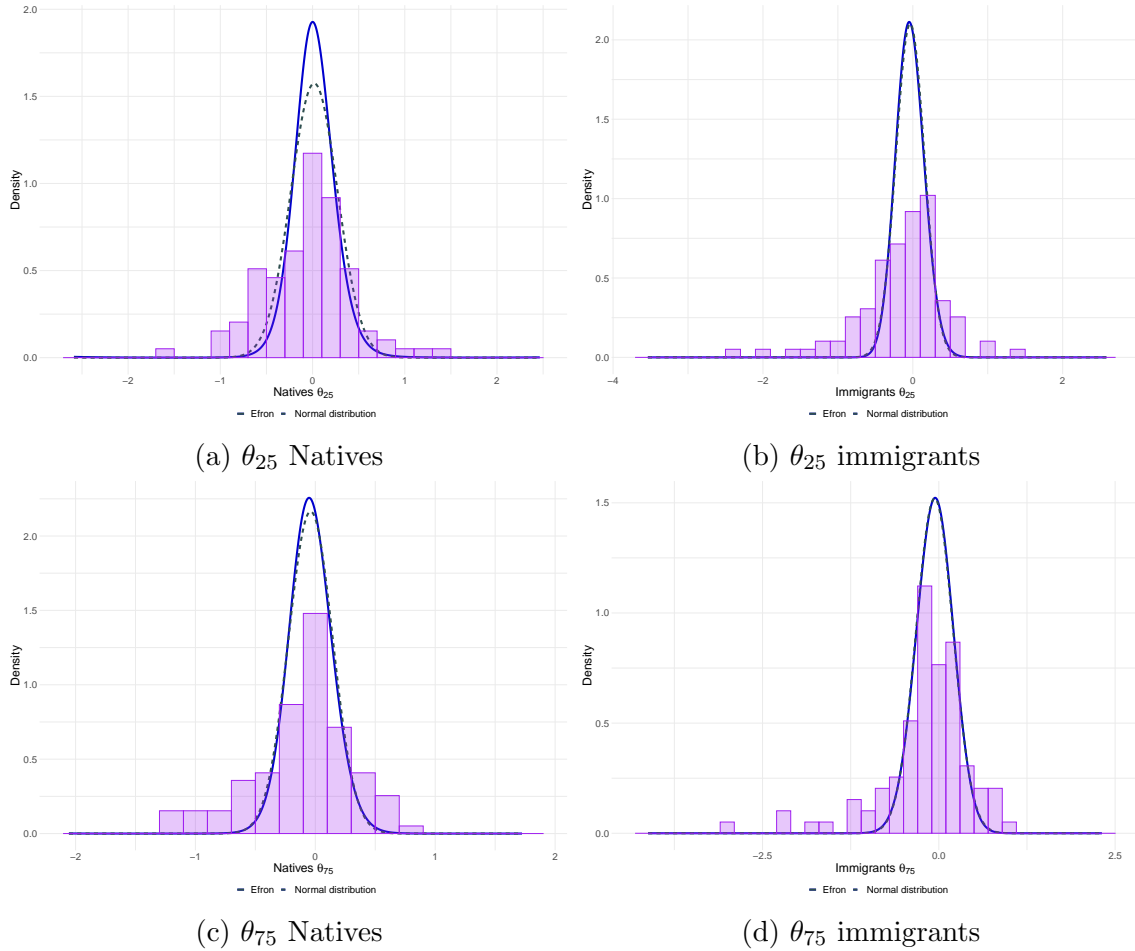 2.0
1.5
1.0
0.5
0.0
Density
−2
−1
0
1
2
Natives θ25
Efron Normal distribution
(a) θ25 Natives
2.0
1.5
1.0
0.5
0.0
Density
−4
−2
0
2
Immigrants θ25
Efron Normal distribution
(b) θ25 immigrants
2.0
1.5
1.0
0.5
0.0
Density
−2
−1
0
1
2
Natives θ75
Efron Normal distribution
(c) θ75 Natives
1.5
1.0
0.5
0.0
Density
−2.5
0.0
2.5
Immigrants θ75
Efron Normal distribution
(d) θ75 immigrants